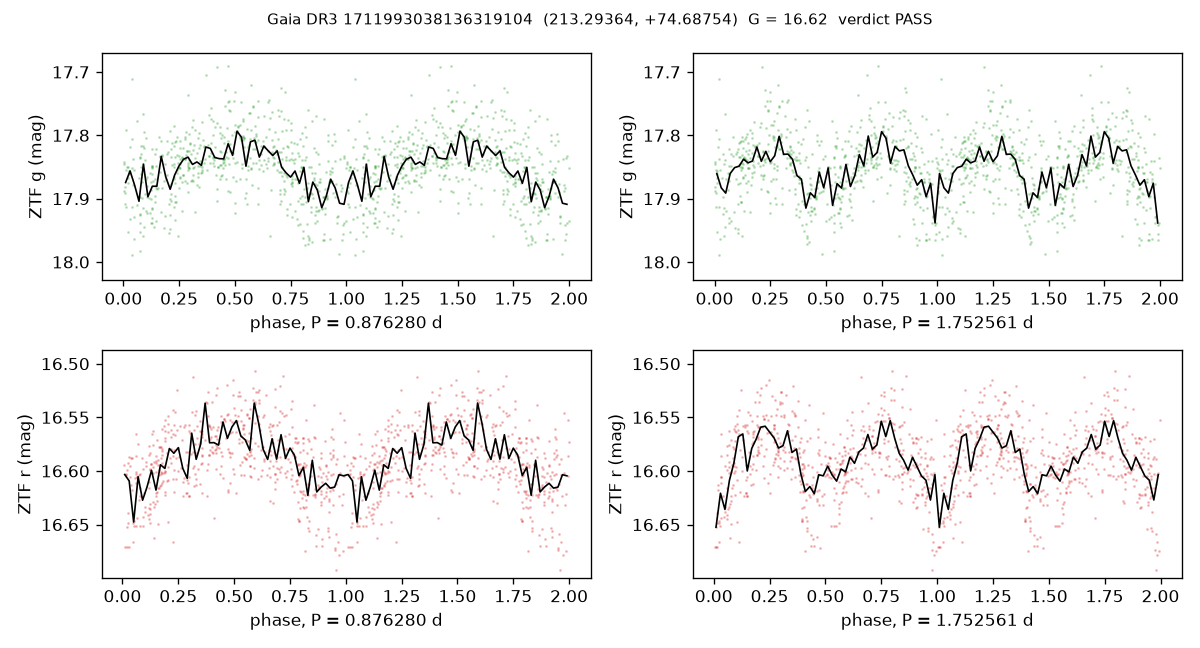 Gaia DR3 1711993038136319104 (213.29364, +74.68754) G = 16.62 verdict PASS
17.7
17.8
17.9
18.0
ZTF g (mag)
0.00 0.25 0.50 0.75 1.00 1.25 1.50 1.75 2.00
phase, P = 0.876280 d
17.7
17.8
17.9
18.0
ZTF g (mag)
0.00 0.25 0.50 0.75 1.00 1.25 1.50 1.75 2.00
phase, P = 1.752561 d
16.50
16.55
16.60
16.65
ZTF r (mag)
0.00 0.25 0.50 0.75 1.00 1.25 1.50 1.75 2.00
phase, P = 0.876280 d
16.50
16.55
16.60
16.65
ZTF r (mag)
0.00 0.25 0.50 0.75 1.00 1.25 1.50 1.75 2.00
phase, P = 1.752561 d